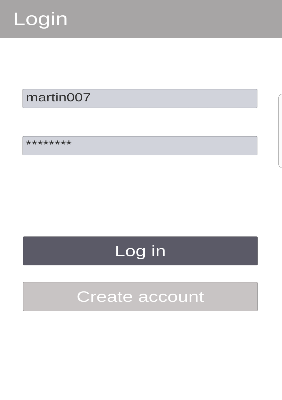 Login
martin007
********
Log in
Create account